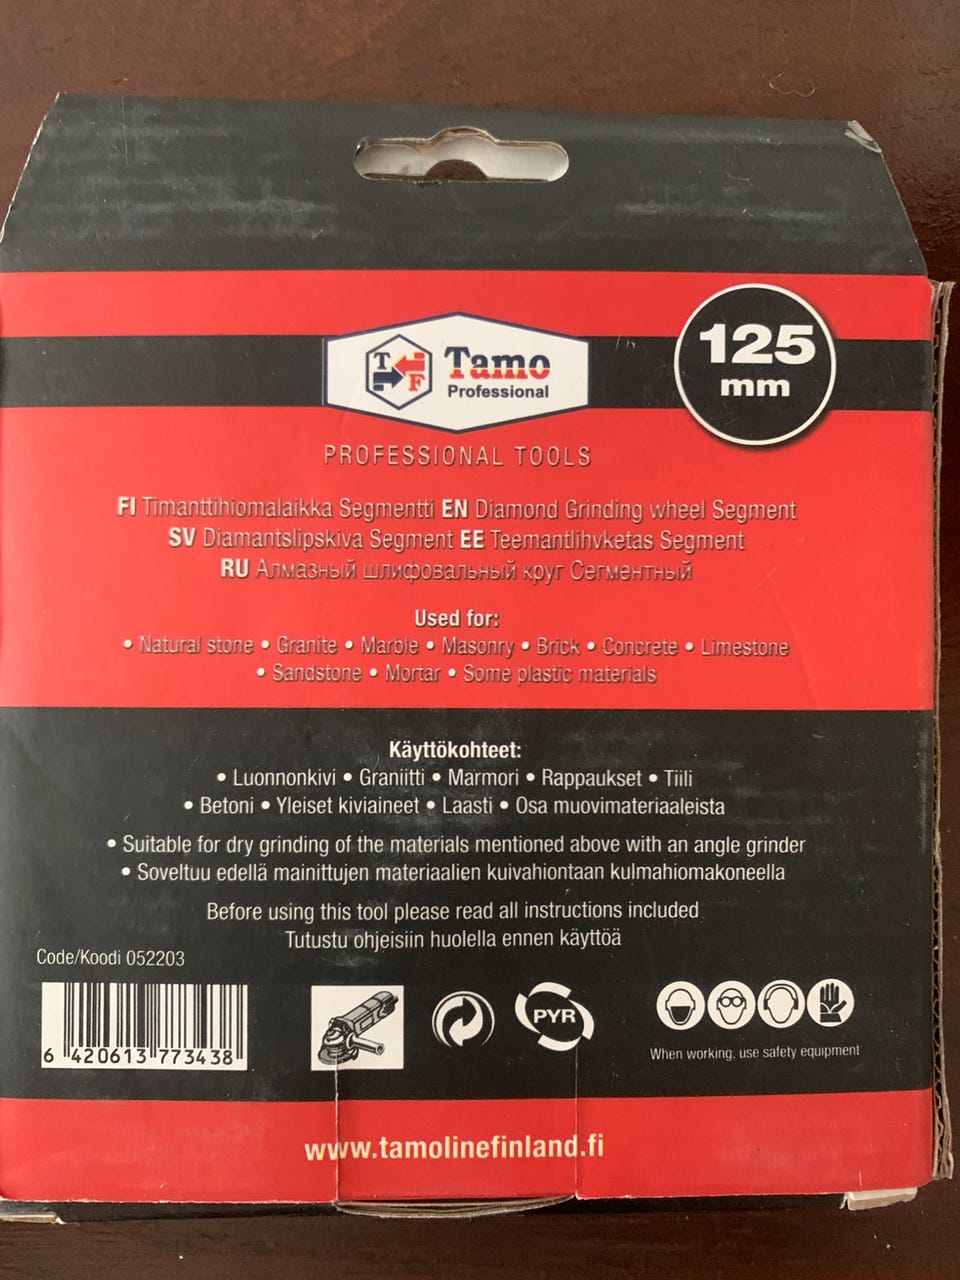 125
mm
T
F
Tamo
Professional
PROFESSIONAL TOOLS
FI Timanttihiomalaikka Segmentti EN Diamond Grinding wheel Segment
SV Diamantslipskiva Segment EE Teemantlihvketas Segment
RU Алмазный шлифовальный круг Сегментный
Used for:
• Natural stone • Granite • Marble • Masonry • Brick • Concrete • Limestone
• Sandstone • Mortar • Some plastic materials
Käyttökohteet:
• Luonnonkivi • Graniitti • Marmori • Rappaukset • Tiili
• Betoni • Yleiset kiviaineet • Laasti • Osa muovimateriaaleista
• Suitable for dry grinding of the materials mentioned above with an angle grinder
• Soveltuu edellä mainittujen materiaalien kuivahiontaan kulmahiomakoneella
Before using this tool please read all instructions included
Tutustu ohjeisiin huolella ennen käyttöä
Code/Koodi 052203
6 420613 773438
PYR
When working, use safety equipment
www.tamolinefinland.fi